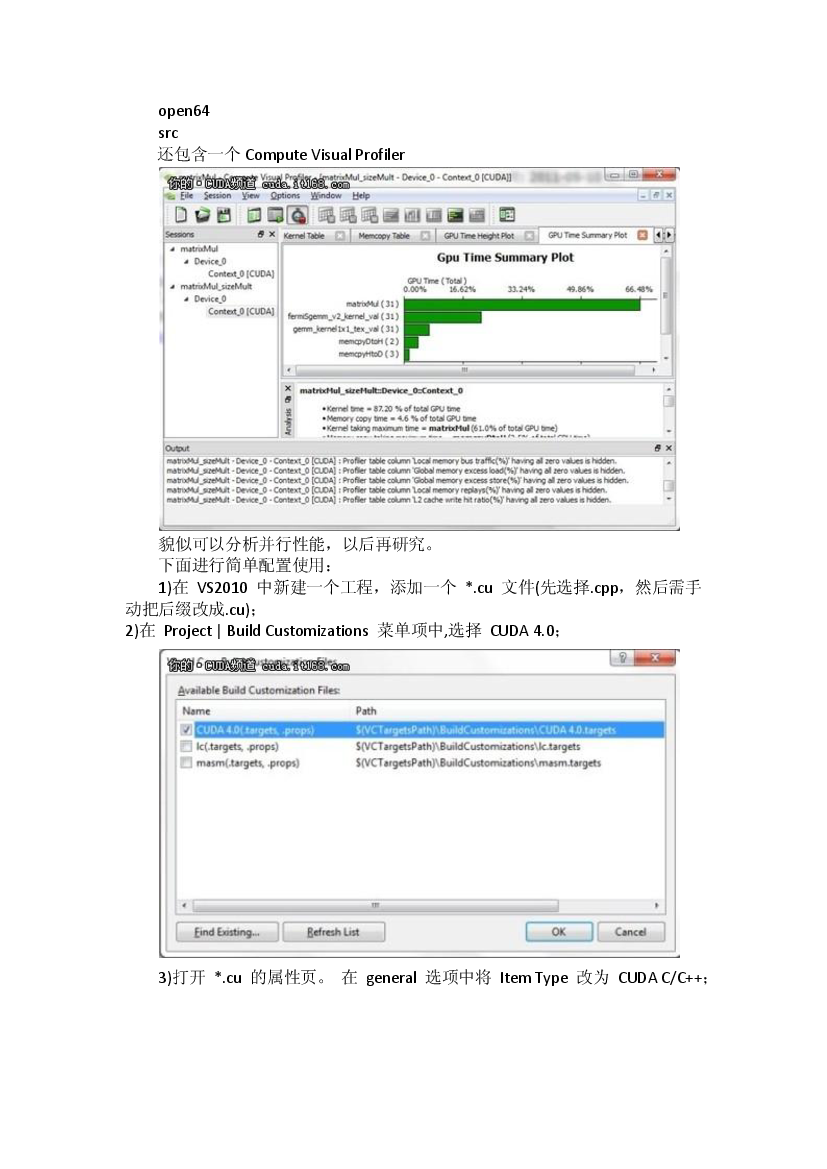 open64
src
还包含一个 Compute Visual Profiler
matrixMul - Compute Visual Profiler - [matrixMul_sizeMult - Device_0 - Context_0 [CUDA]]
你的·CUDA频道 cuda.it168.com
File Session View Options Window Help
Sessions
matrixMul
Device_0
Context_0 [CUDA]
matrixMul_sizeMult
Device_0
Context_0 [CUDA]
Kernel Table Memcopy Table GPU Time Height Plot GPU Time Summary Plot
Gpu Time Summary Plot
GPU Time (Total)
0.00% 16.62% 33.24% 49.86% 66.48%
matrixMul ( 31 )
fermiSgemm_v2_kernel_val ( 31 )
gemm_kernel1x1_tex_val ( 31 )
memcpyDtoH ( 2 )
memcpyHtoD ( 3 )
Analysis
matrixMul_sizeMult::Device_0::Context_0
•Kernel time = 87.20 % of total GPU time
•Memory copy time = 4.6 % of total GPU time
•Kernel taking maximum time = matrixMul (61.0% of total GPU time)
Output
matrixMul_sizeMult - Device_0 - Context_0 [CUDA] : Profiler table column 'Local memory bus traffic(%)' having all zero values is hidden.
matrixMul_sizeMult - Device_0 - Context_0 [CUDA] : Profiler table column 'Global memory excess load(%)' having all zero values is hidden.
matrixMul_sizeMult - Device_0 - Context_0 [CUDA] : Profiler table column 'Global memory excess store(%)' having all zero values is hidden.
matrixMul_sizeMult - Device_0 - Context_0 [CUDA] : Profiler table column 'Local memory replays(%)' having all zero values is hidden.
matrixMul_sizeMult - Device_0 - Context_0 [CUDA] : Profiler table column 'L2 cache write hit ratio(%)' having all zero values is hidden.
貌似可以分析并行性能，以后再研究。
下面进行简单配置使用：
1)在 VS2010 中新建一个工程，添加一个 *.cu 文件(先选择.cpp，然后需手
动把后缀改成.cu)；
2)在 Project | Build Customizations 菜单项中,选择 CUDA 4.0；
你的·CUDA频道 cuda.it168.com
Available Build Customization Files:
Name Path
CUDA 4.0(.targets, .props) $(VCTargetsPath)\BuildCustomizations\CUDA 4.0.targets
lc(.targets, .props) $(VCTargetsPath)\BuildCustomizations\lc.targets
masm(.targets, .props) $(VCTargetsPath)\BuildCustomizations\masm.targets
Find Existing... Refresh List OK Cancel
3)打开 *.cu 的属性页。 在 general 选项中将 Item Type 改为 CUDA C/C++；